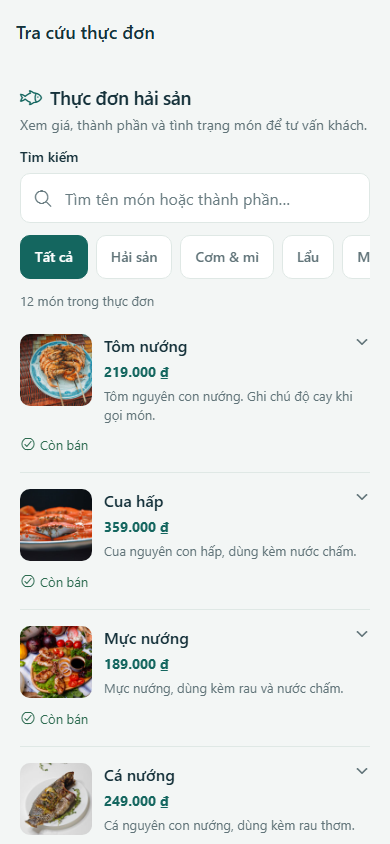 Tra cứu thực đơn
Thực đơn hải sản
Xem giá, thành phần và tình trạng món để tư vấn khách.
Tìm kiếm
Tìm tên món hoặc thành phần...
Tất cả
Hải sản
Cơm & mì
Lẩu
M
12 món trong thực đơn
Tôm nướng
219.000 ₫
Tôm nguyên con nướng. Ghi chú độ cay khi
gọi món.
Còn bán
Cua hấp
359.000 ₫
Cua nguyên con hấp, dùng kèm nước chấm.
Còn bán
Mực nướng
189.000 ₫
Mực nướng, dùng kèm rau và nước chấm.
Còn bán
Cá nướng
249.000 ₫
Cá nguyên con nướng, dùng kèm rau thơm.